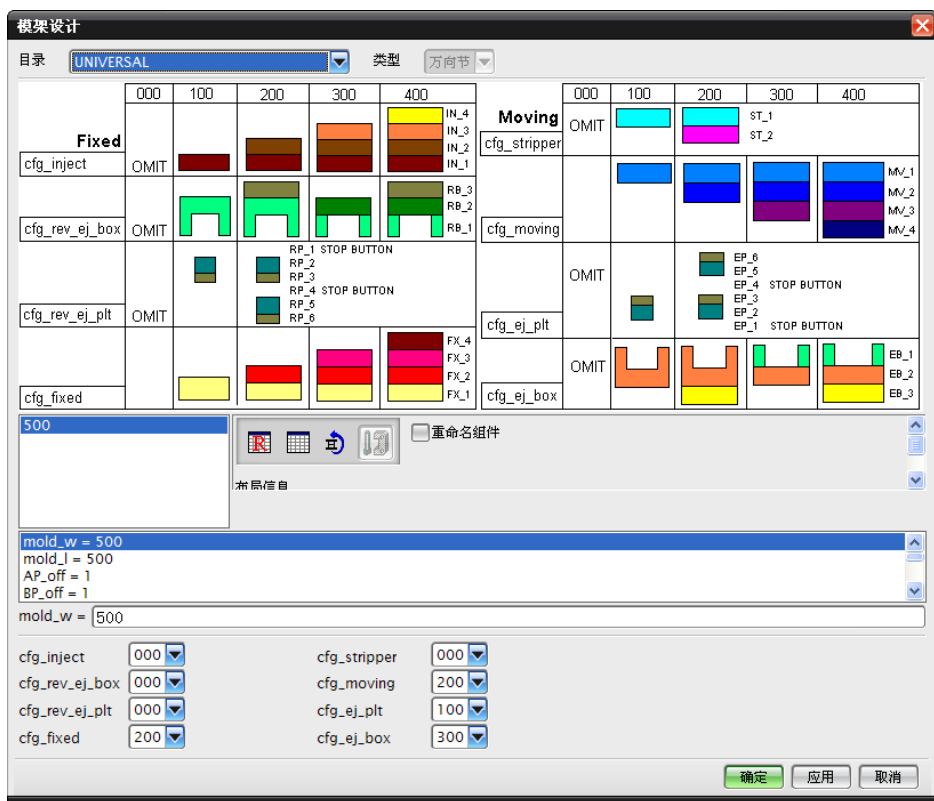 模架设计
目录 UNIVERSAL 类型 万向节
000 100 200 300 400 000 100 200 300 400
Fixed
cfg_inject OMIT
IN_4
IN_3
IN_2
IN_1
Moving
cfg_stripper OMIT
ST_1
ST_2
cfg_rev_ej_box OMIT
RB_3
RB_2
RB_1
cfg_moving
MV_1
MV_2
MV_3
MV_4
cfg_rev_ej_plt OMIT
RP_1 STOP BUTTON
RP_2
RP_3
RP_4 STOP BUTTON
RP_5
RP_6
cfg_ej_plt OMIT
EP_6
EP_5
EP_4 STOP BUTTON
EP_3
EP_2
EP_1 STOP BUTTON
cfg_fixed
FX_4
FX_3
FX_2
FX_1
cfg_ej_box OMIT
EB_1
EB_2
EB_3
500
R
重命名组件
布局信息
mold_w = 500
mold_l = 500
AP_off = 1
BP_off = 1
mold_w = 500
cfg_inject 000 cfg_stripper 000
cfg_rev_ej_box 000 cfg_moving 200
cfg_rev_ej_plt 000 cfg_ej_plt 100
cfg_fixed 200 cfg_ej_box 300
确定 应用 取消